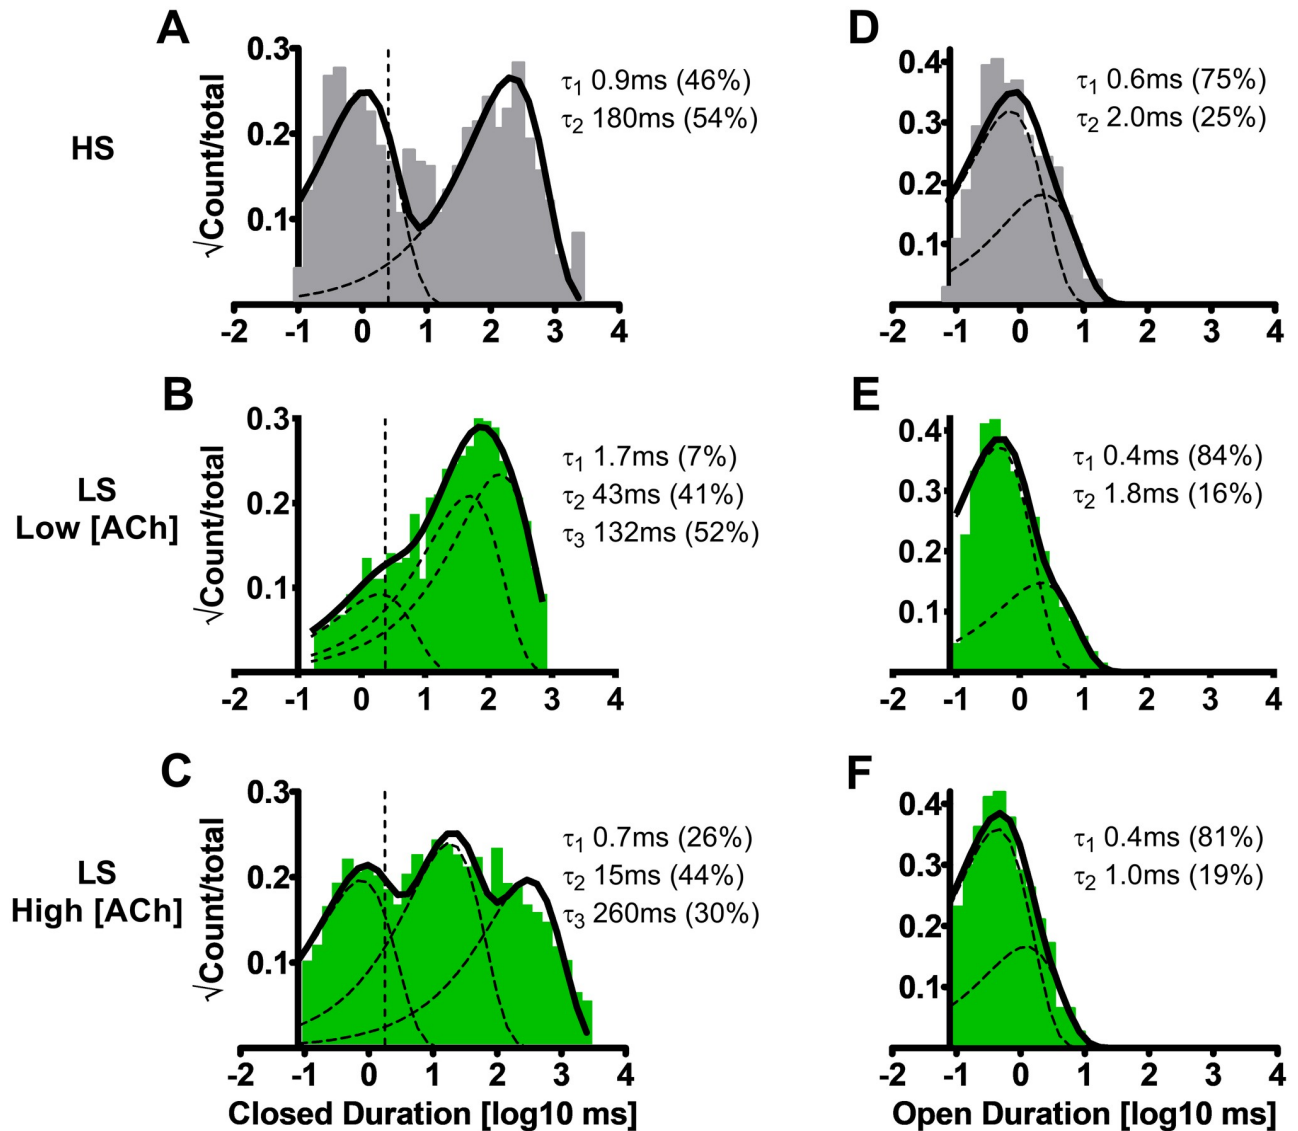 A
HS
√Count/total
0.3
0.2
0.1
-2 -1 0 1 2 3 4
τ1 0.9ms (46%)
τ2 180ms (54%)
D
0.4
0.3
0.2
0.1
-2 -1 0 1 2 3 4
τ1 0.6ms (75%)
τ2 2.0ms (25%)
B
LS
Low [ACh]
√Count/total
0.3
0.2
0.1
-2 -1 0 1 2 3 4
τ1 1.7ms (7%)
τ2 43ms (41%)
τ3 132ms (52%)
E
0.4
0.3
0.2
0.1
-2 -1 0 1 2 3 4
τ1 0.4ms (84%)
τ2 1.8ms (16%)
C
LS
High [ACh]
√Count/total
0.3
0.2
0.1
-2 -1 0 1 2 3 4
Closed Duration [log10 ms]
τ1 0.7ms (26%)
τ2 15ms (44%)
τ3 260ms (30%)
F
0.4
0.3
0.2
0.1
-2 -1 0 1 2 3 4
Open Duration [log10 ms]
τ1 0.4ms (81%)
τ2 1.0ms (19%)